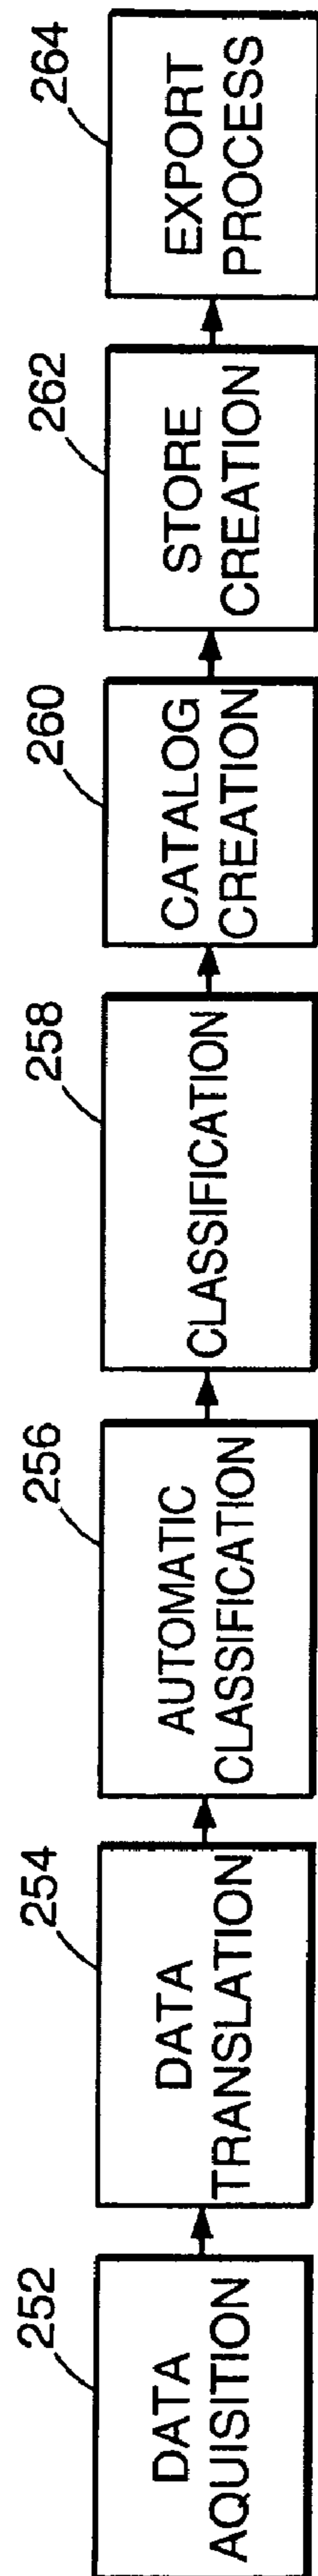 252
DATA
AQUISITION
254
DATA
TRANSLATION
256
AUTOMATIC
CLASSIFICATION
258
CLASSIFICATION
260
CATALOG
CREATION
262
STORE
CREATION
264
EXPORT
PROCESS